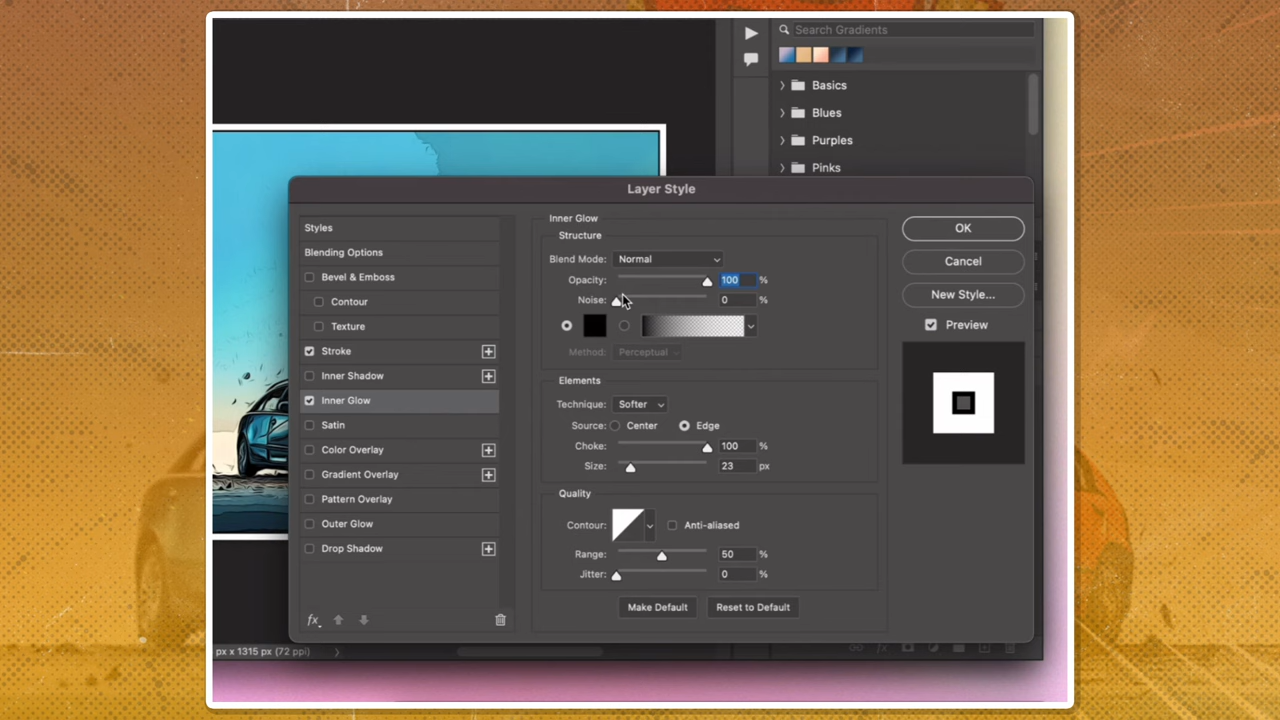 Search Gradients
Basics
Blues
Purples
Pinks
Layer Style
Styles
Blending Options
Bevel & Emboss
Contour
Texture
Stroke
Inner Shadow
Inner Glow
Satin
Color Overlay
Gradient Overlay
Pattern Overlay
Outer Glow
Drop Shadow
fx
Inner Glow
Structure
Blend Mode: Normal
Opacity: 100 %
Noise: 0 %
Method: Perceptual
Elements
Technique: Softer
Source: Center Edge
Choke: 100 %
Size: 23 px
Quality
Contour: Anti-aliased
Range: 50 %
Jitter: 0 %
Make Default Reset to Default
OK
Cancel
New Style...
Preview
px x 1315 px (72 ppi)
fx